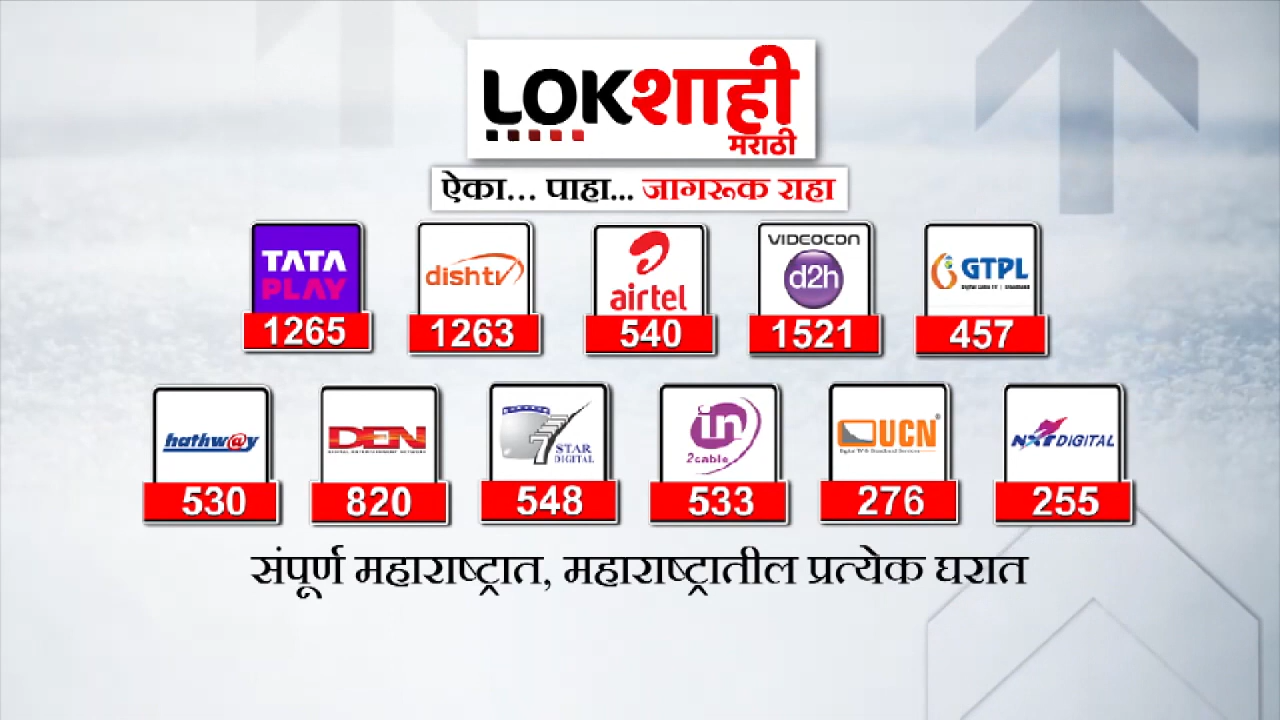 LOKशाही
मराठी
ऐका... पाहा... जागरूक राहा
TATA
PLAY
1265
dishtv
1263
airtel
540
VIDEOCON
d2h
1521
GTPL
457
hathw@y
530
DEN
820
7
STAR
DIGITAL
548
in
2cable
533
UCN
276
NXT DIGITAL
255
संपूर्ण महाराष्ट्रात, महाराष्ट्रातील प्रत्येक घरात